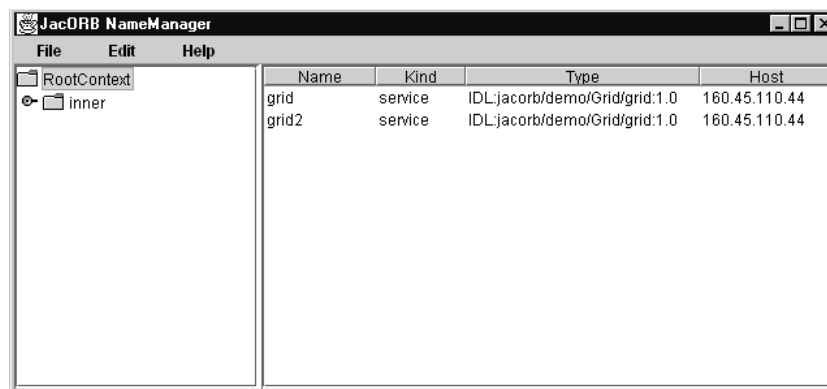 JacORB NameManager
File Edit Help
RootContext
inner
Name Kind Type Host
grid service IDL:jacorb/demo/Grid/grid:1.0 160.45.110.44
grid2 service IDL:jacorb/demo/Grid/grid:1.0 160.45.110.44